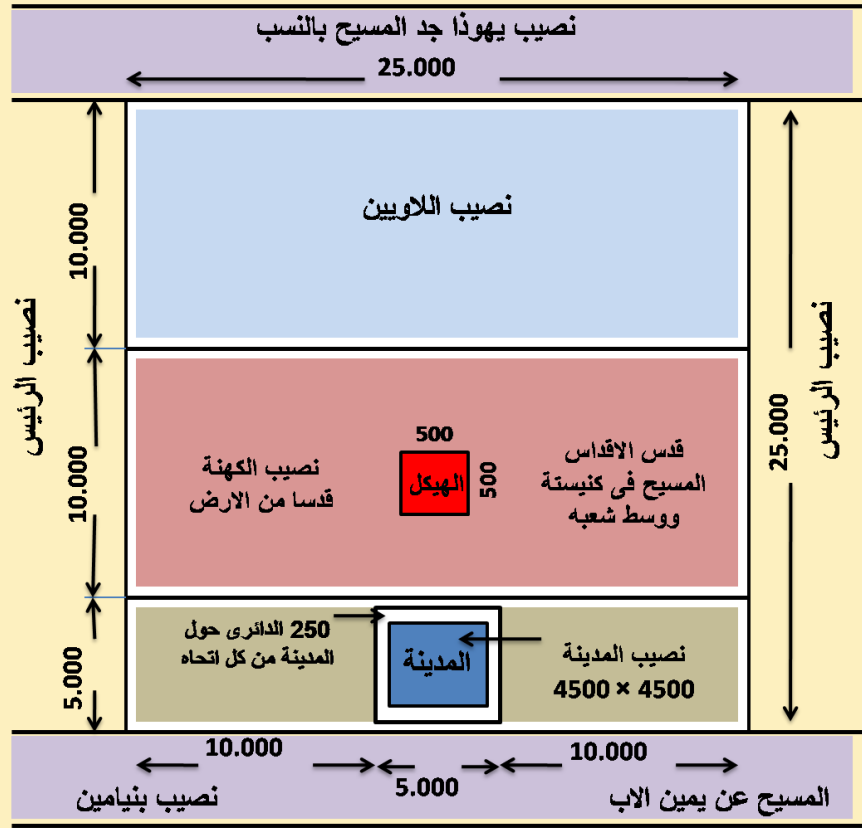 نصيب يهوذا جد المسيح بالنسب
25.000
10.000
نصيب اللاويين
نصيب الرئيس
نصيب الرئيس
25.000
10.000
500
500
الهيكل
قدس الاقداس
المسيح فى كنيستة
ووسط شعبه
نصيب الكهنة
قدسا من الارض
5.000
250 الدائرى حول
المدينة من كل اتحاه
المدينة
نصيب المدينة
4500 × 4500
10.000
5.000
10.000
المسيح عن يمين الاب
نصيب بنيامين